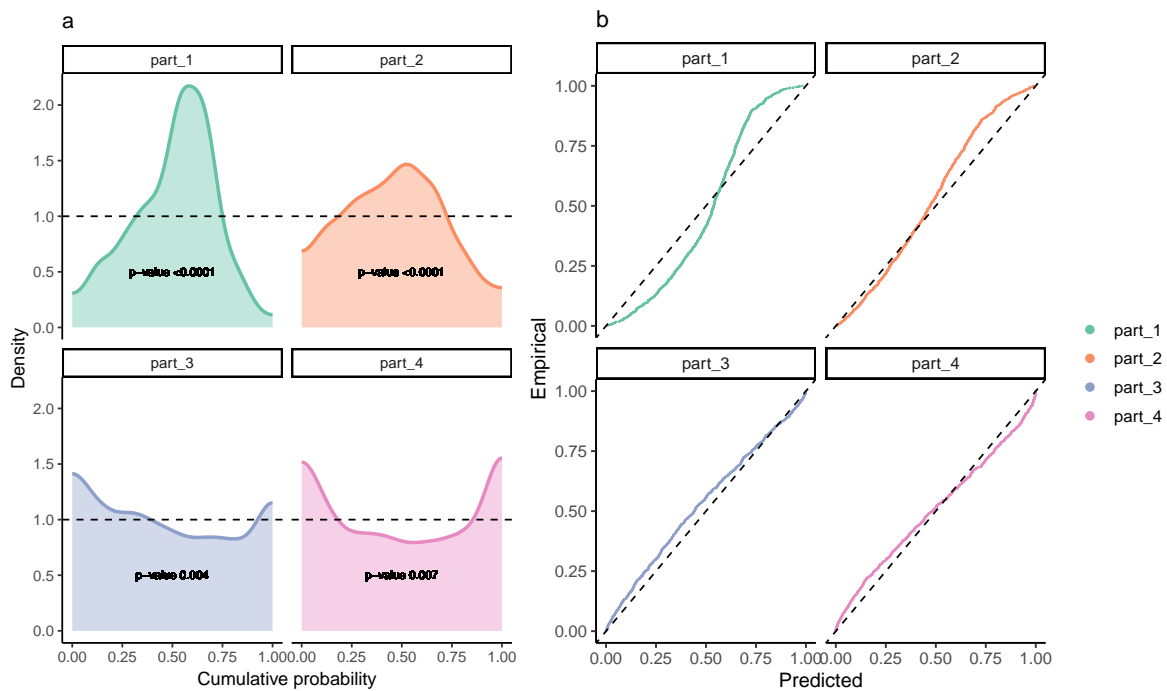 a
part_1
part_2
2.0
1.5
1.0
0.5
0.0
p-value <0.0001
p-value <0.0001
part_3
part_4
2.0
1.5
1.0
0.5
0.0
p-value 0.004
p-value 0.007
0.00 0.25 0.50 0.75 1.00
0.00 0.25 0.50 0.75 1.00
Density
Cumulative probability
b
part_1
part_2
1.00
0.75
0.50
0.25
0.00
part_3
part_4
1.00
0.75
0.50
0.25
0.00
0.00 0.25 0.50 0.75 1.00
0.00 0.25 0.50 0.75 1.00
Empirical
Predicted
part_1
part_2
part_3
part_4